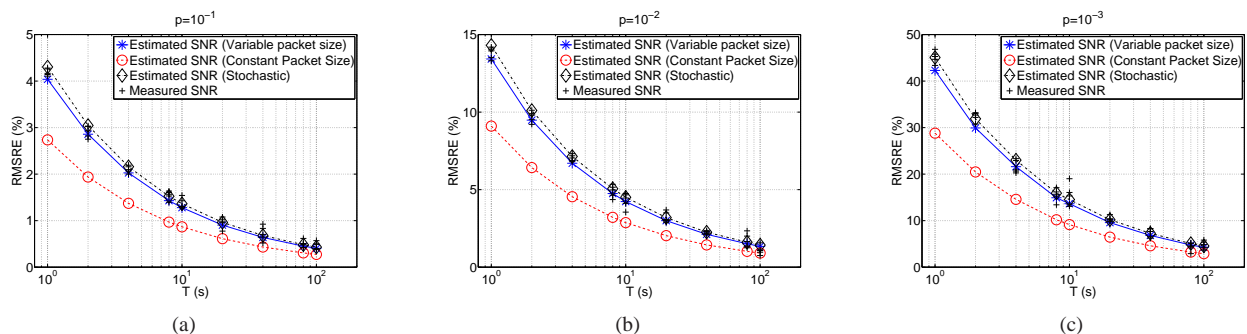 p=10⁻¹
5%
4
3
2
1
0
RMSRE (%)
Estimated SNR (Variable packet size)
Estimated SNR (Constant Packet Size)
Estimated SNR (Stochastic)
Measured SNR
10⁰
10¹
10²
T (s)
(a)
p=10⁻²
15
10
5
0
RMSRE (%)
Estimated SNR (Variable packet size)
Estimated SNR (Constant Packet Size)
Estimated SNR (Stochastic)
Measured SNR
10⁰
10¹
10²
T (s)
(b)
p=10⁻³
50
40
30
20
10
0
RMSRE (%)
Estimated SNR (Variable packet size)
Estimated SNR (Constant Packet Size)
Estimated SNR (Stochastic)
Measured SNR
10⁰
10¹
10²
T (s)
(c)